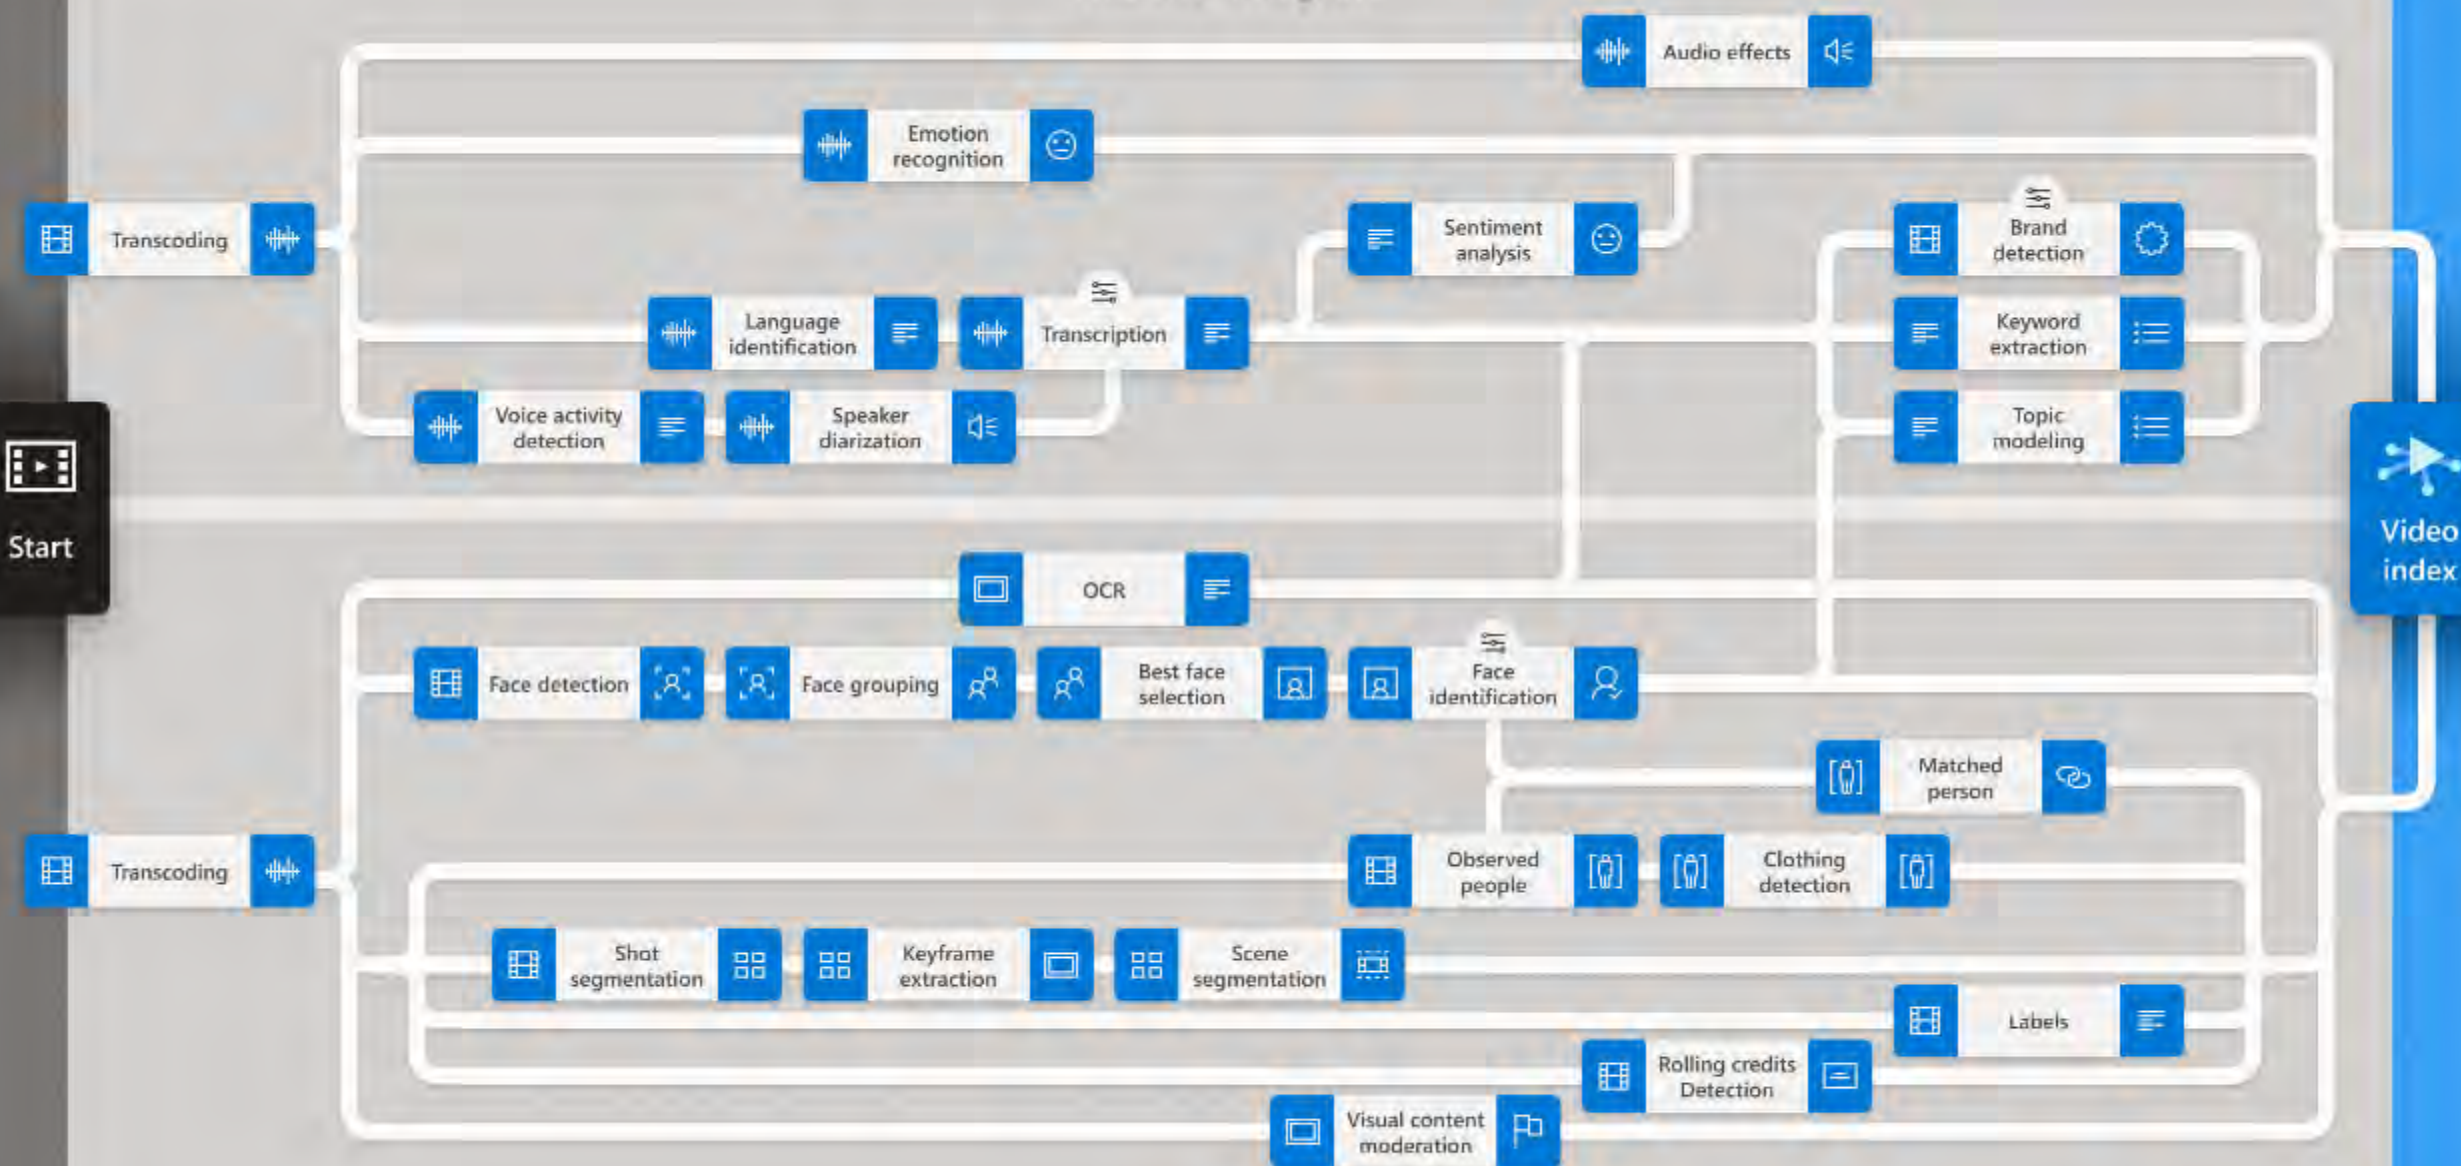 Audio effects
Emotion
recognition
Transcoding
Sentiment
analysis
Brand
detection
Language
identification
Transcription
Keyword
extraction
Voice activity
detection
Speaker
diarization
Topic
modeling
Start
Video
index
OCR
Face detection
Face grouping
Best face
selection
Face
identification
Matched
person
Transcoding
Observed
people
Clothing
detection
Shot
segmentation
Keyframe
extraction
Scene
segmentation
Labels
Rolling credits
Detection
Visual content
moderation